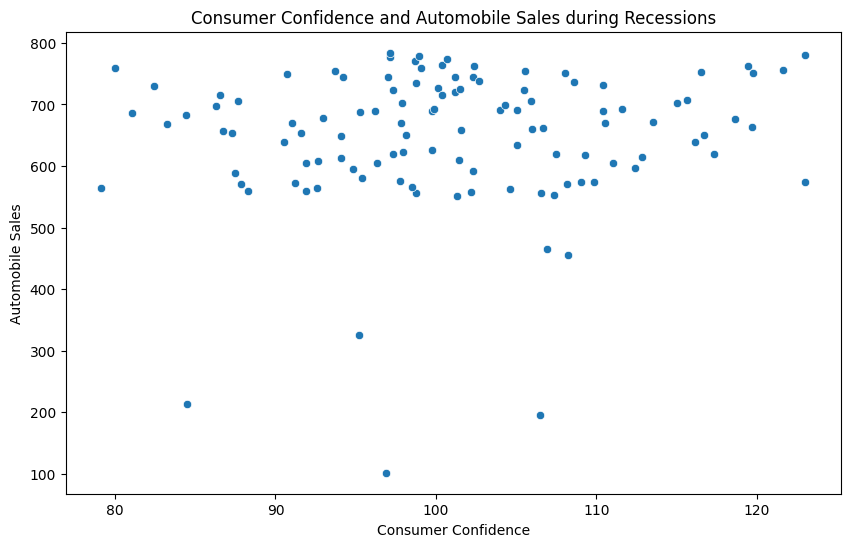 Consumer Confidence and Automobile Sales during Recessions
800
700
600
500
400
300
200
100
Automobile Sales
80 90 100 110 120
Consumer Confidence